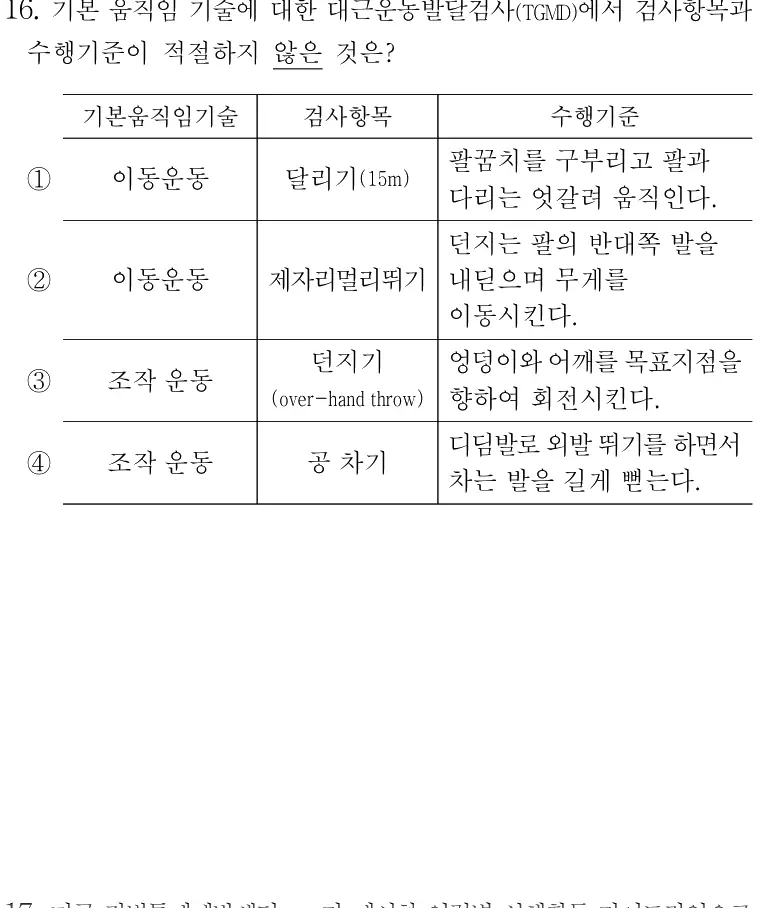 16. 기본 움직임 기술에 대한 대근운동발달검사(TGMD)에서 검사항목과
수행기준이 적절하지 않은 것은?
기본움직임기술 검사항목 수행기준
① 이동운동 달리기(15m) 팔꿈치를 구부리고 팔과
다리는 엇갈려 움직인다.
② 이동운동 제자리멀리뛰기 던지는 팔의 반대쪽 발을
내딛으며 무게를
이동시킨다.
③ 조작 운동 던지기
(over-hand throw)
엉덩이와 어깨를 목표지점을
향하여 회전시킨다.
④ 조작 운동 공 차기 디딤발로 외발 뛰기를 하면서
차는 발을 길게 뻗는다.
17.